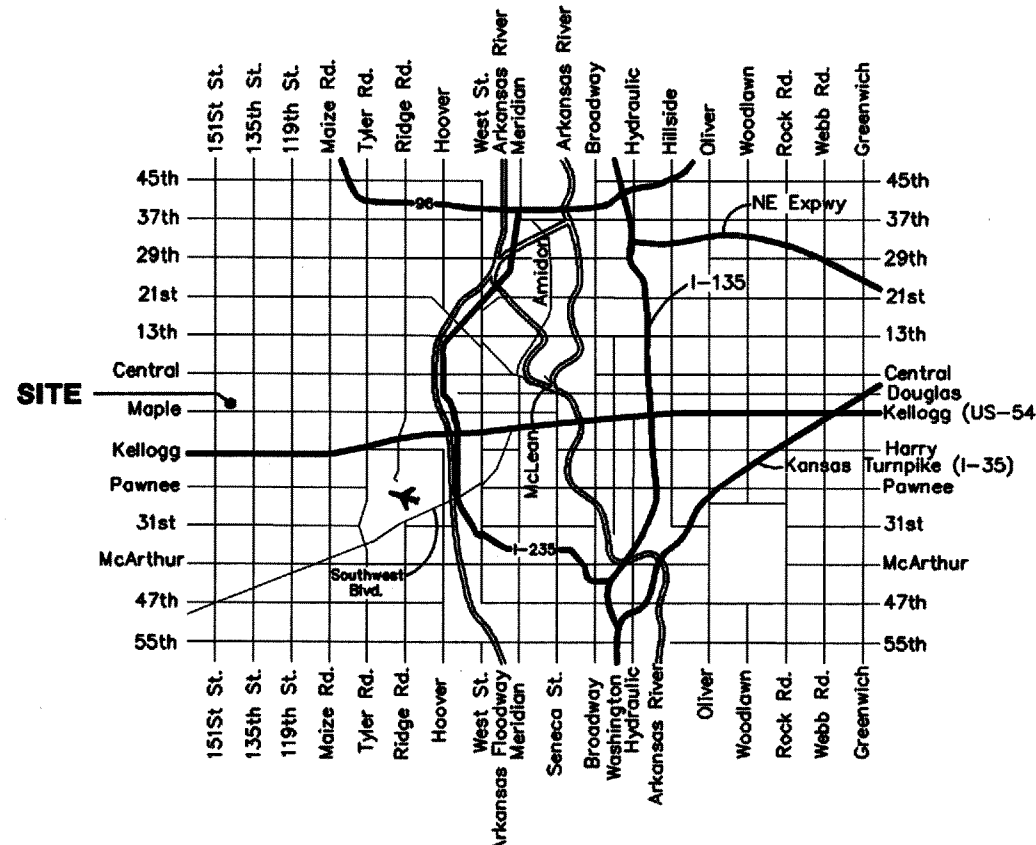 151St St.
135th St.
119th St.
Maize Rd.
Tyler Rd.
Ridge Rd.
Hoover
West St.
Arkansas River
Meridian
Arkansas River
Broadway
Hydraulic
Hillside
Oliver
Woodlawn
Rock Rd.
Webb Rd.
Greenwich
45th
37th
29th
21st
13th
Central
Maple
Kellogg
Pawnee
31st
McArthur
47th
55th
SITE
96
Amidon
McLean
I-235
Southwest
Blvd.
NE Expwy
I-135
45th
37th
29th
21st
13th
Central
Douglas
Kellogg (US-54
Harry
Kansas Turnpike (I-35)
Pawnee
31st
McArthur
47th
55th
151St St.
135th St.
119th St.
Maize Rd.
Tyler Rd.
Ridge Rd.
Hoover
West St.
Arkansas Floodway
Meridian
Seneca St.
Broadway
Washington
Hydraulic
Arkansas River
Oliver
Woodlawn
Rock Rd.
Webb Rd.
Greenwich